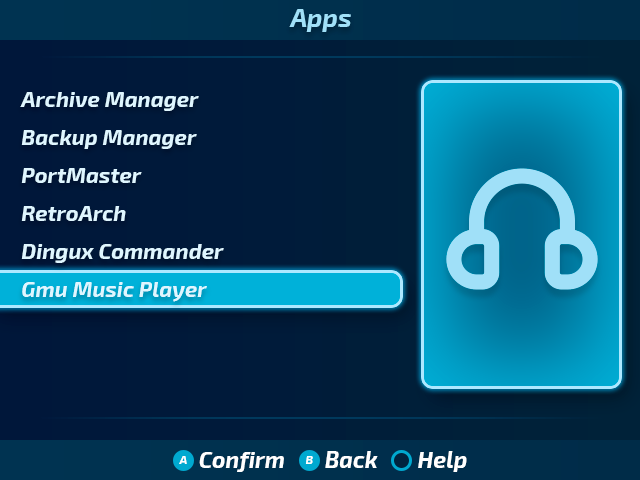 Apps
Archive Manager
Backup Manager
PortMaster
RetroArch
Dingux Commander
Gmu Music Player
A Confirm B Back Help